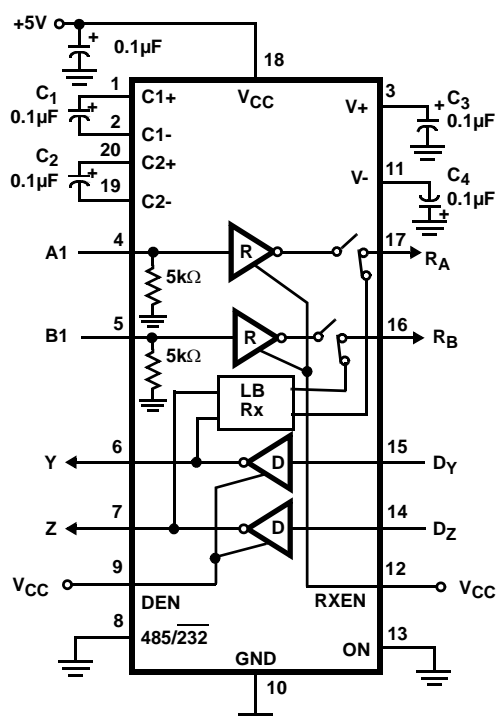 +5V
0.1µF
18
1
C1+
VCC
V+
3
C1
0.1µF
C3
0.1µF
2
C1-
20
C2+
C2
0.1µF
19
C2-
V-
11
C4
0.1µF
A1
4
R
17
RA
5kΩ
B1
5
R
16
RB
5kΩ
LB
Rx
Y
6
D
15
DY
Z
7
D
14
DZ
VCC
9
DEN
RXEN
12
VCC
8
485/232
ON
13
GND
10